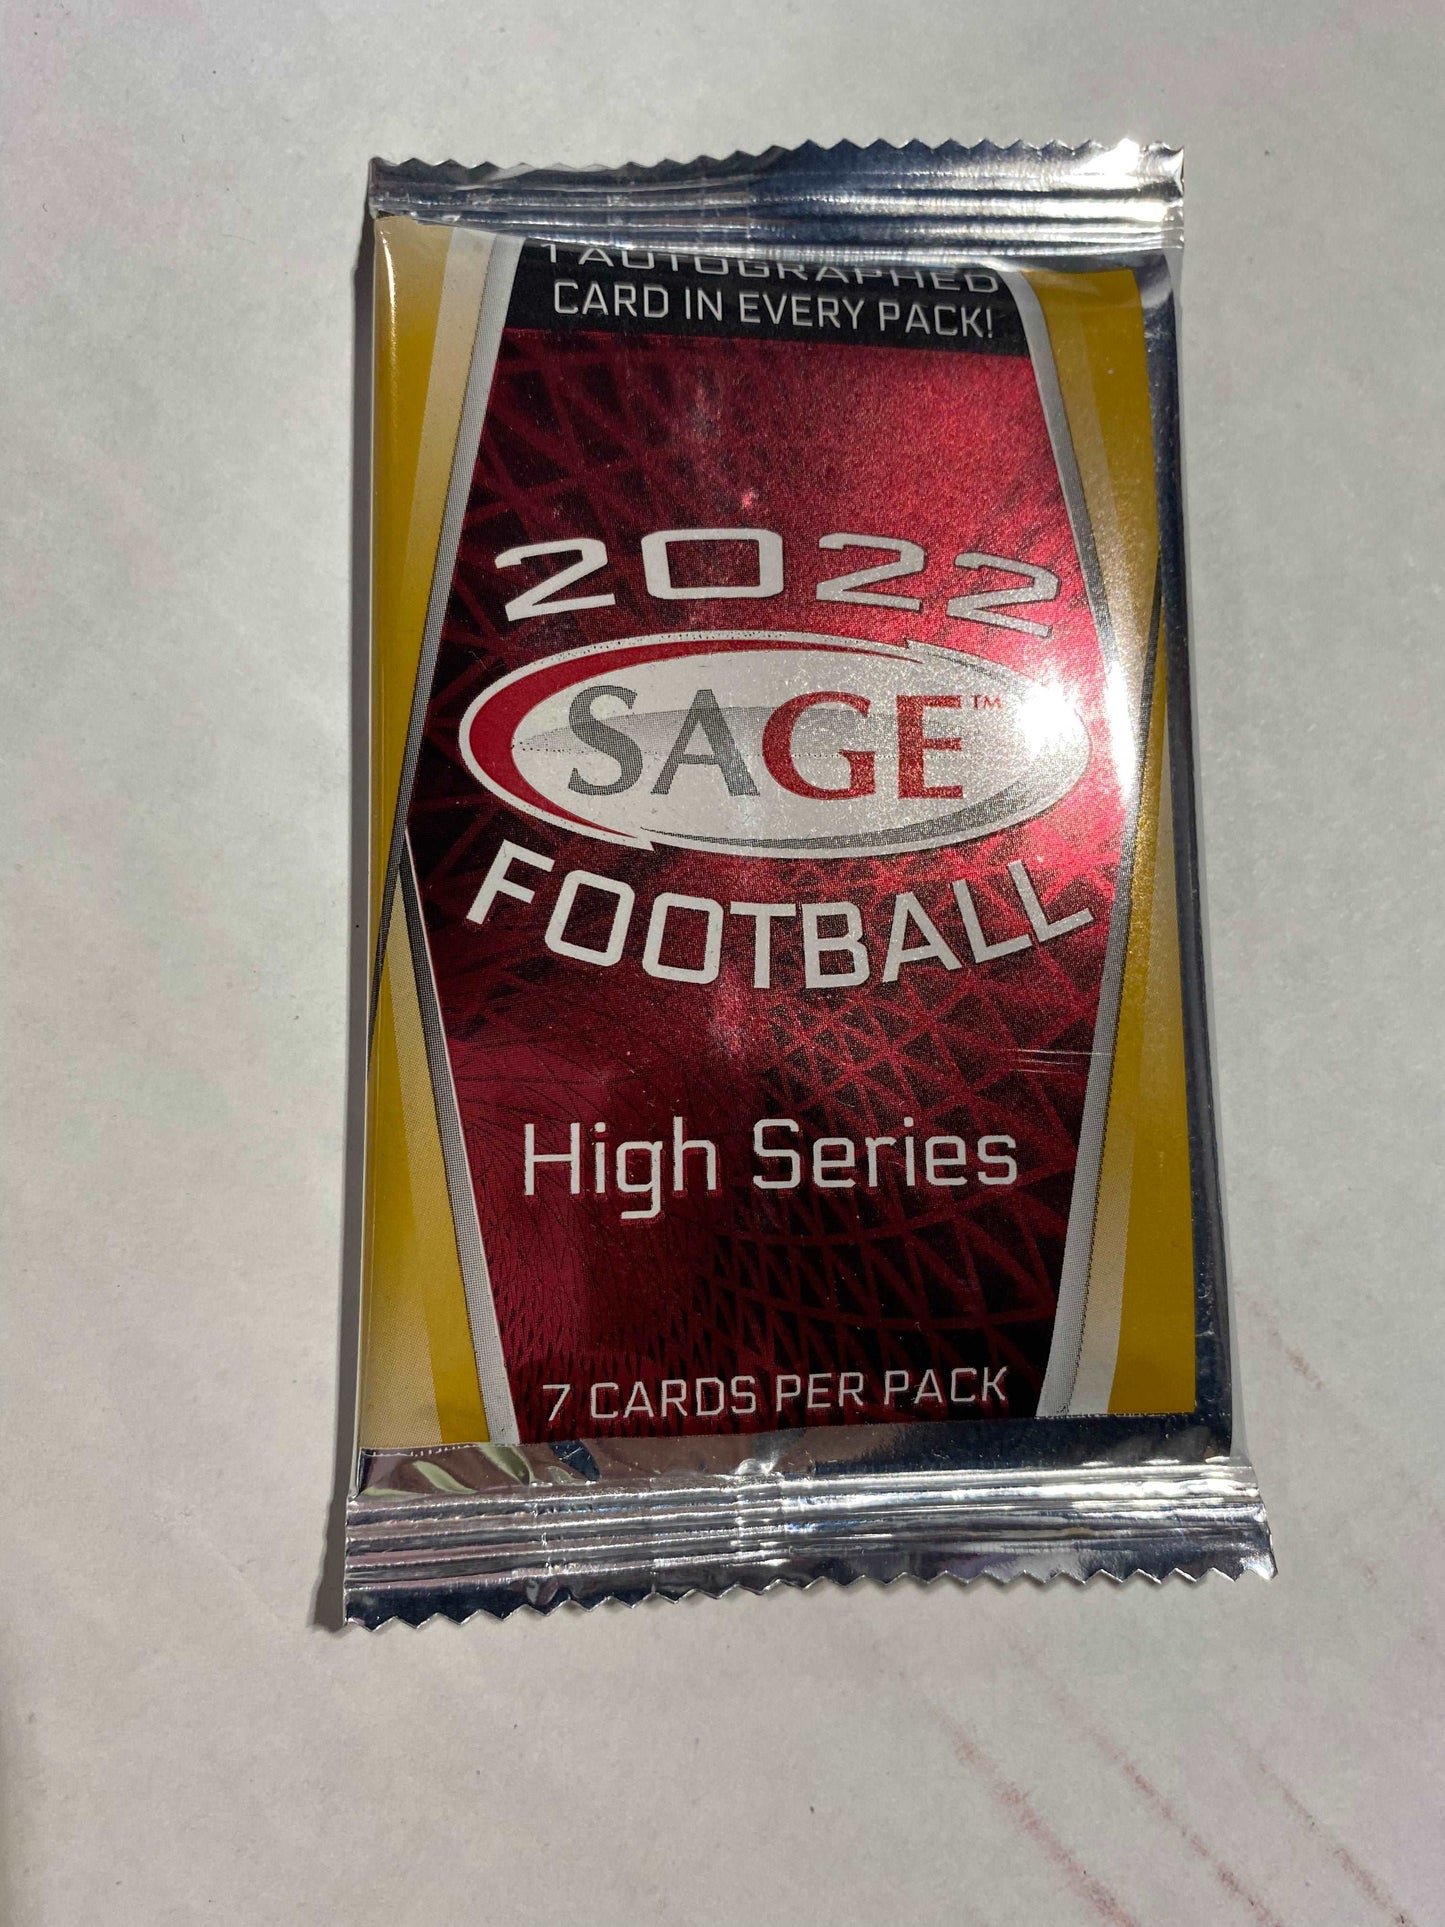 1 AUTOGRAPHED
CARD IN EVERY PACK!
2022
SAGE™
FOOTBALL
High Series
7 CARDS PER PACK